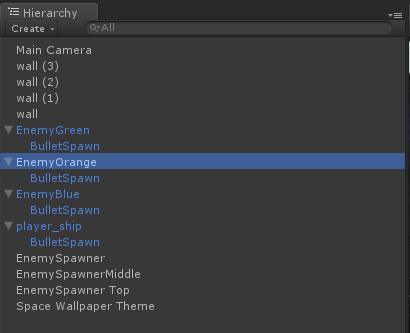 Hierarchy
Create All
Main Camera
wall (3)
wall (2)
wall (1)
wall
EnemyGreen
BulletSpawn
EnemyOrange
BulletSpawn
EnemyBlue
BulletSpawn
player_ship
BulletSpawn
EnemySpawner
EnemySpawnerMiddle
EnemySpawner Top
Space Wallpaper Theme